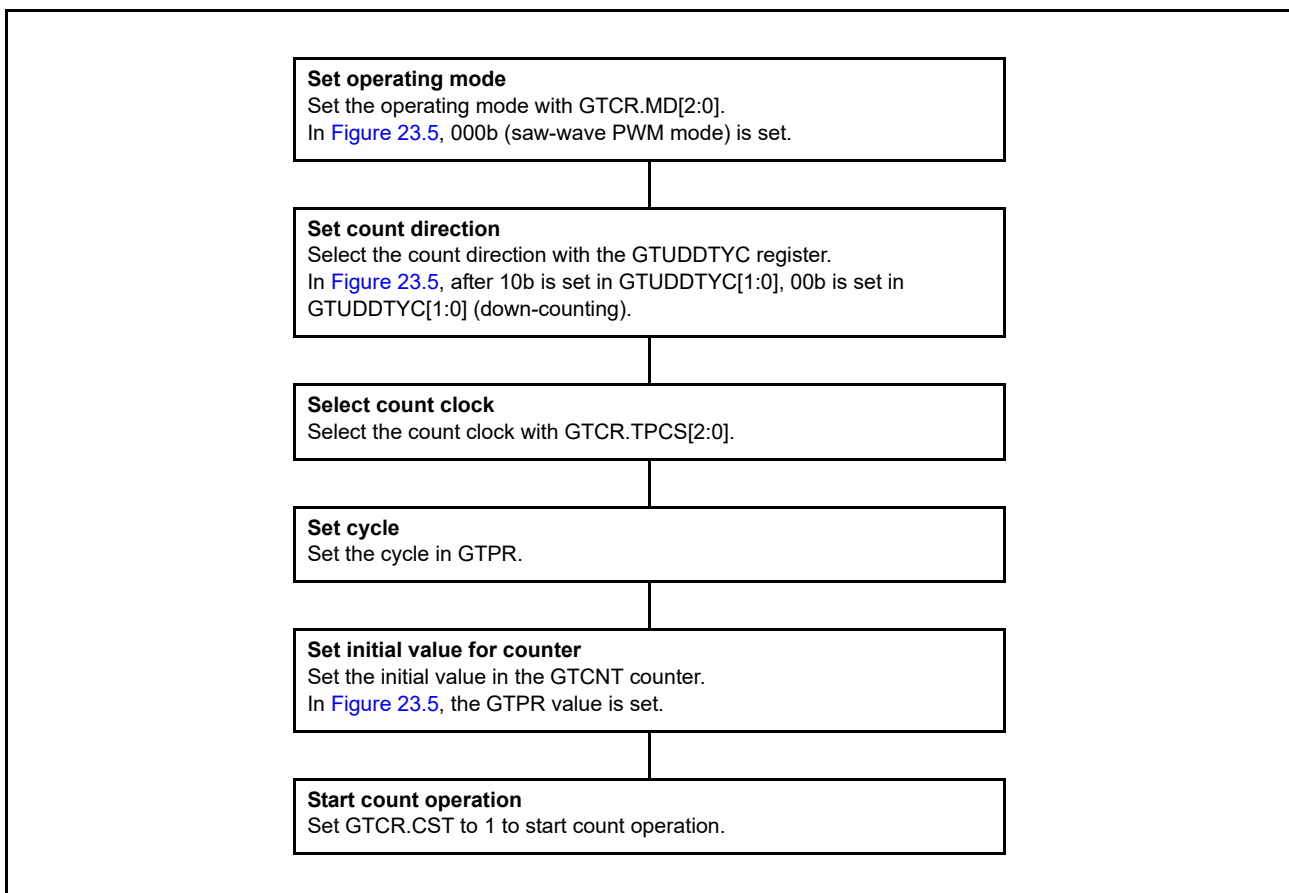 Set operating mode
Set the operating mode with GTCR.MD[2:0].
In Figure 23.5, 000b (saw-wave PWM mode) is set.
Set count direction
Select the count direction with the GTUDDTYC register.
In Figure 23.5, after 10b is set in GTUDDTYC[1:0], 00b is set in
GTUDDTYC[1:0] (down-counting).
Select count clock
Select the count clock with GTCR.TPCS[2:0].
Set cycle
Set the cycle in GTPR.
Set initial value for counter
Set the initial value in the GTCNT counter.
In Figure 23.5, the GTPR value is set.
Start count operation
Set GTCR.CST to 1 to start count operation.